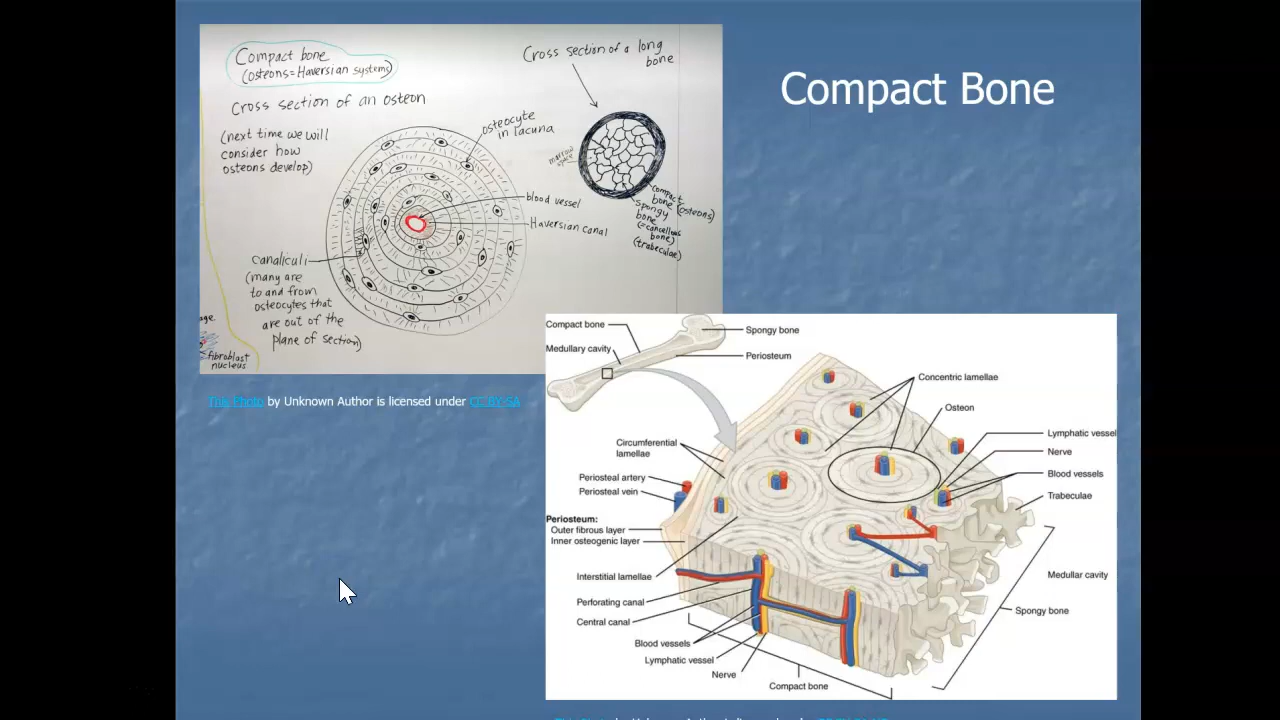 Compact Bone
Compact bone
(osteons=Haversian systems)
Cross section of an osteon
(next time we will
consider how
osteons develop)
osteocyte
in lacuna
blood vessel
Haversian canal
canaliculi
(many are
to and from
osteocytes that
are out of the
plane of section)
age
fibroblast
nucleus
Cross section of a long
bone
marrow
space
compact
bone (osteons)
spongy
bone
(=cancellous
bone)
(trabeculae)
This Photo by Unknown Author is licensed under CC BY-SA
Compact bone
Medullary cavity
Spongy bone
Periosteum
Concentric lamellae
Osteon
Lymphatic vessel
Nerve
Blood vessels
Trabeculae
Circumferential
lamellae
Periosteal artery
Periosteal vein
Periosteum:
Outer fibrous layer
Inner osteogenic layer
Interstitial lamellae
Perforating canal
Central canal
Blood vessels
Lymphatic vessel
Nerve
Compact bone
Medullar cavity
Spongy bone